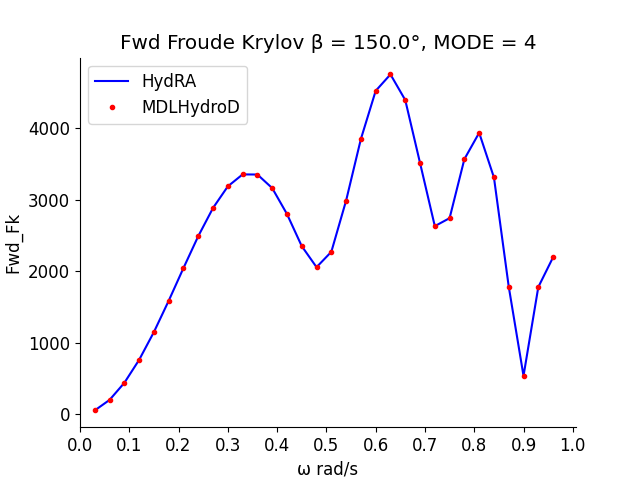 Fwd Froude Krylov β = 150.0°, MODE = 4
HydRA
MDLHydroD
Fwd_Fk
4000
3000
2000
1000
0
0.0 0.1 0.2 0.3 0.4 0.5 0.6 0.7 0.8 0.9 1.0
ω rad/s